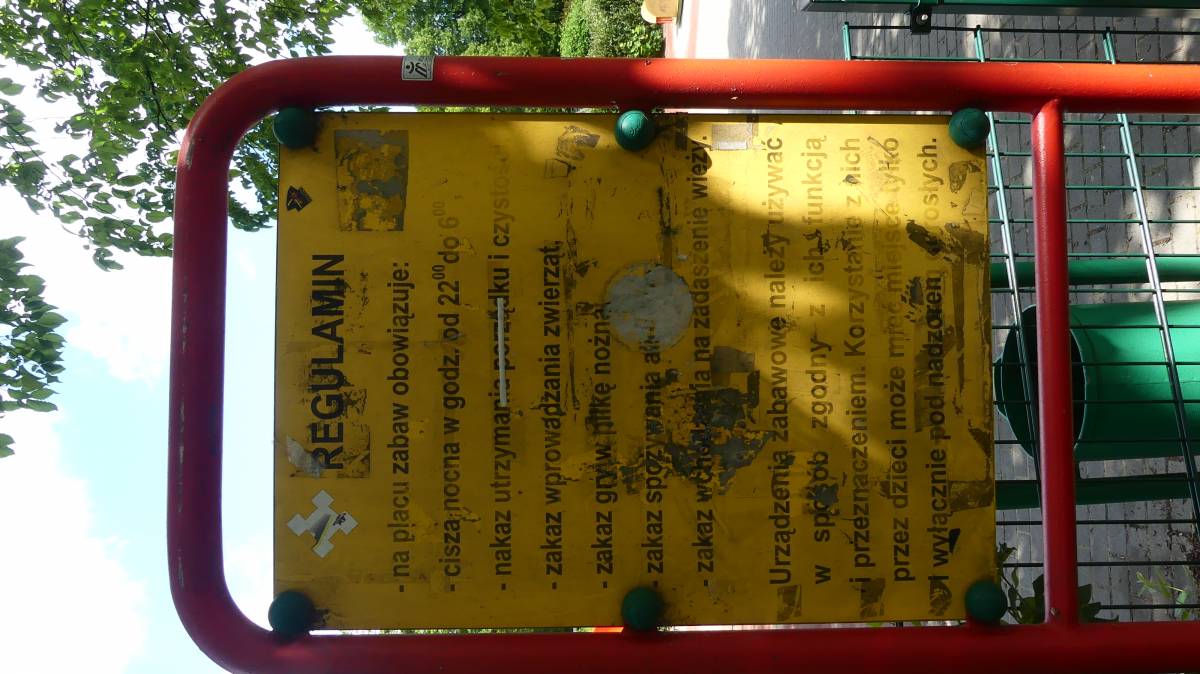 REGULAMIN
- na placu zabaw obowiązuje:
- cisza nocna w godz. od 22⁰⁰ do 6⁰⁰,
- nakaz utrzymania porządku i czystości,
- zakaz wprowadzania zwierząt,
- zakaz gry w piłkę nożną,
- zakaz spożywania
- zakaz wchodzenia na zadaszenie wieży.
Urządzenia zabawowe należy używać
w sposób zgodny z ich funkcją
i przeznaczeniem. Korzystanie z nich
przez dzieci może mieć miejsce tylko
i wyłącznie pod nadzorem dorosłych.